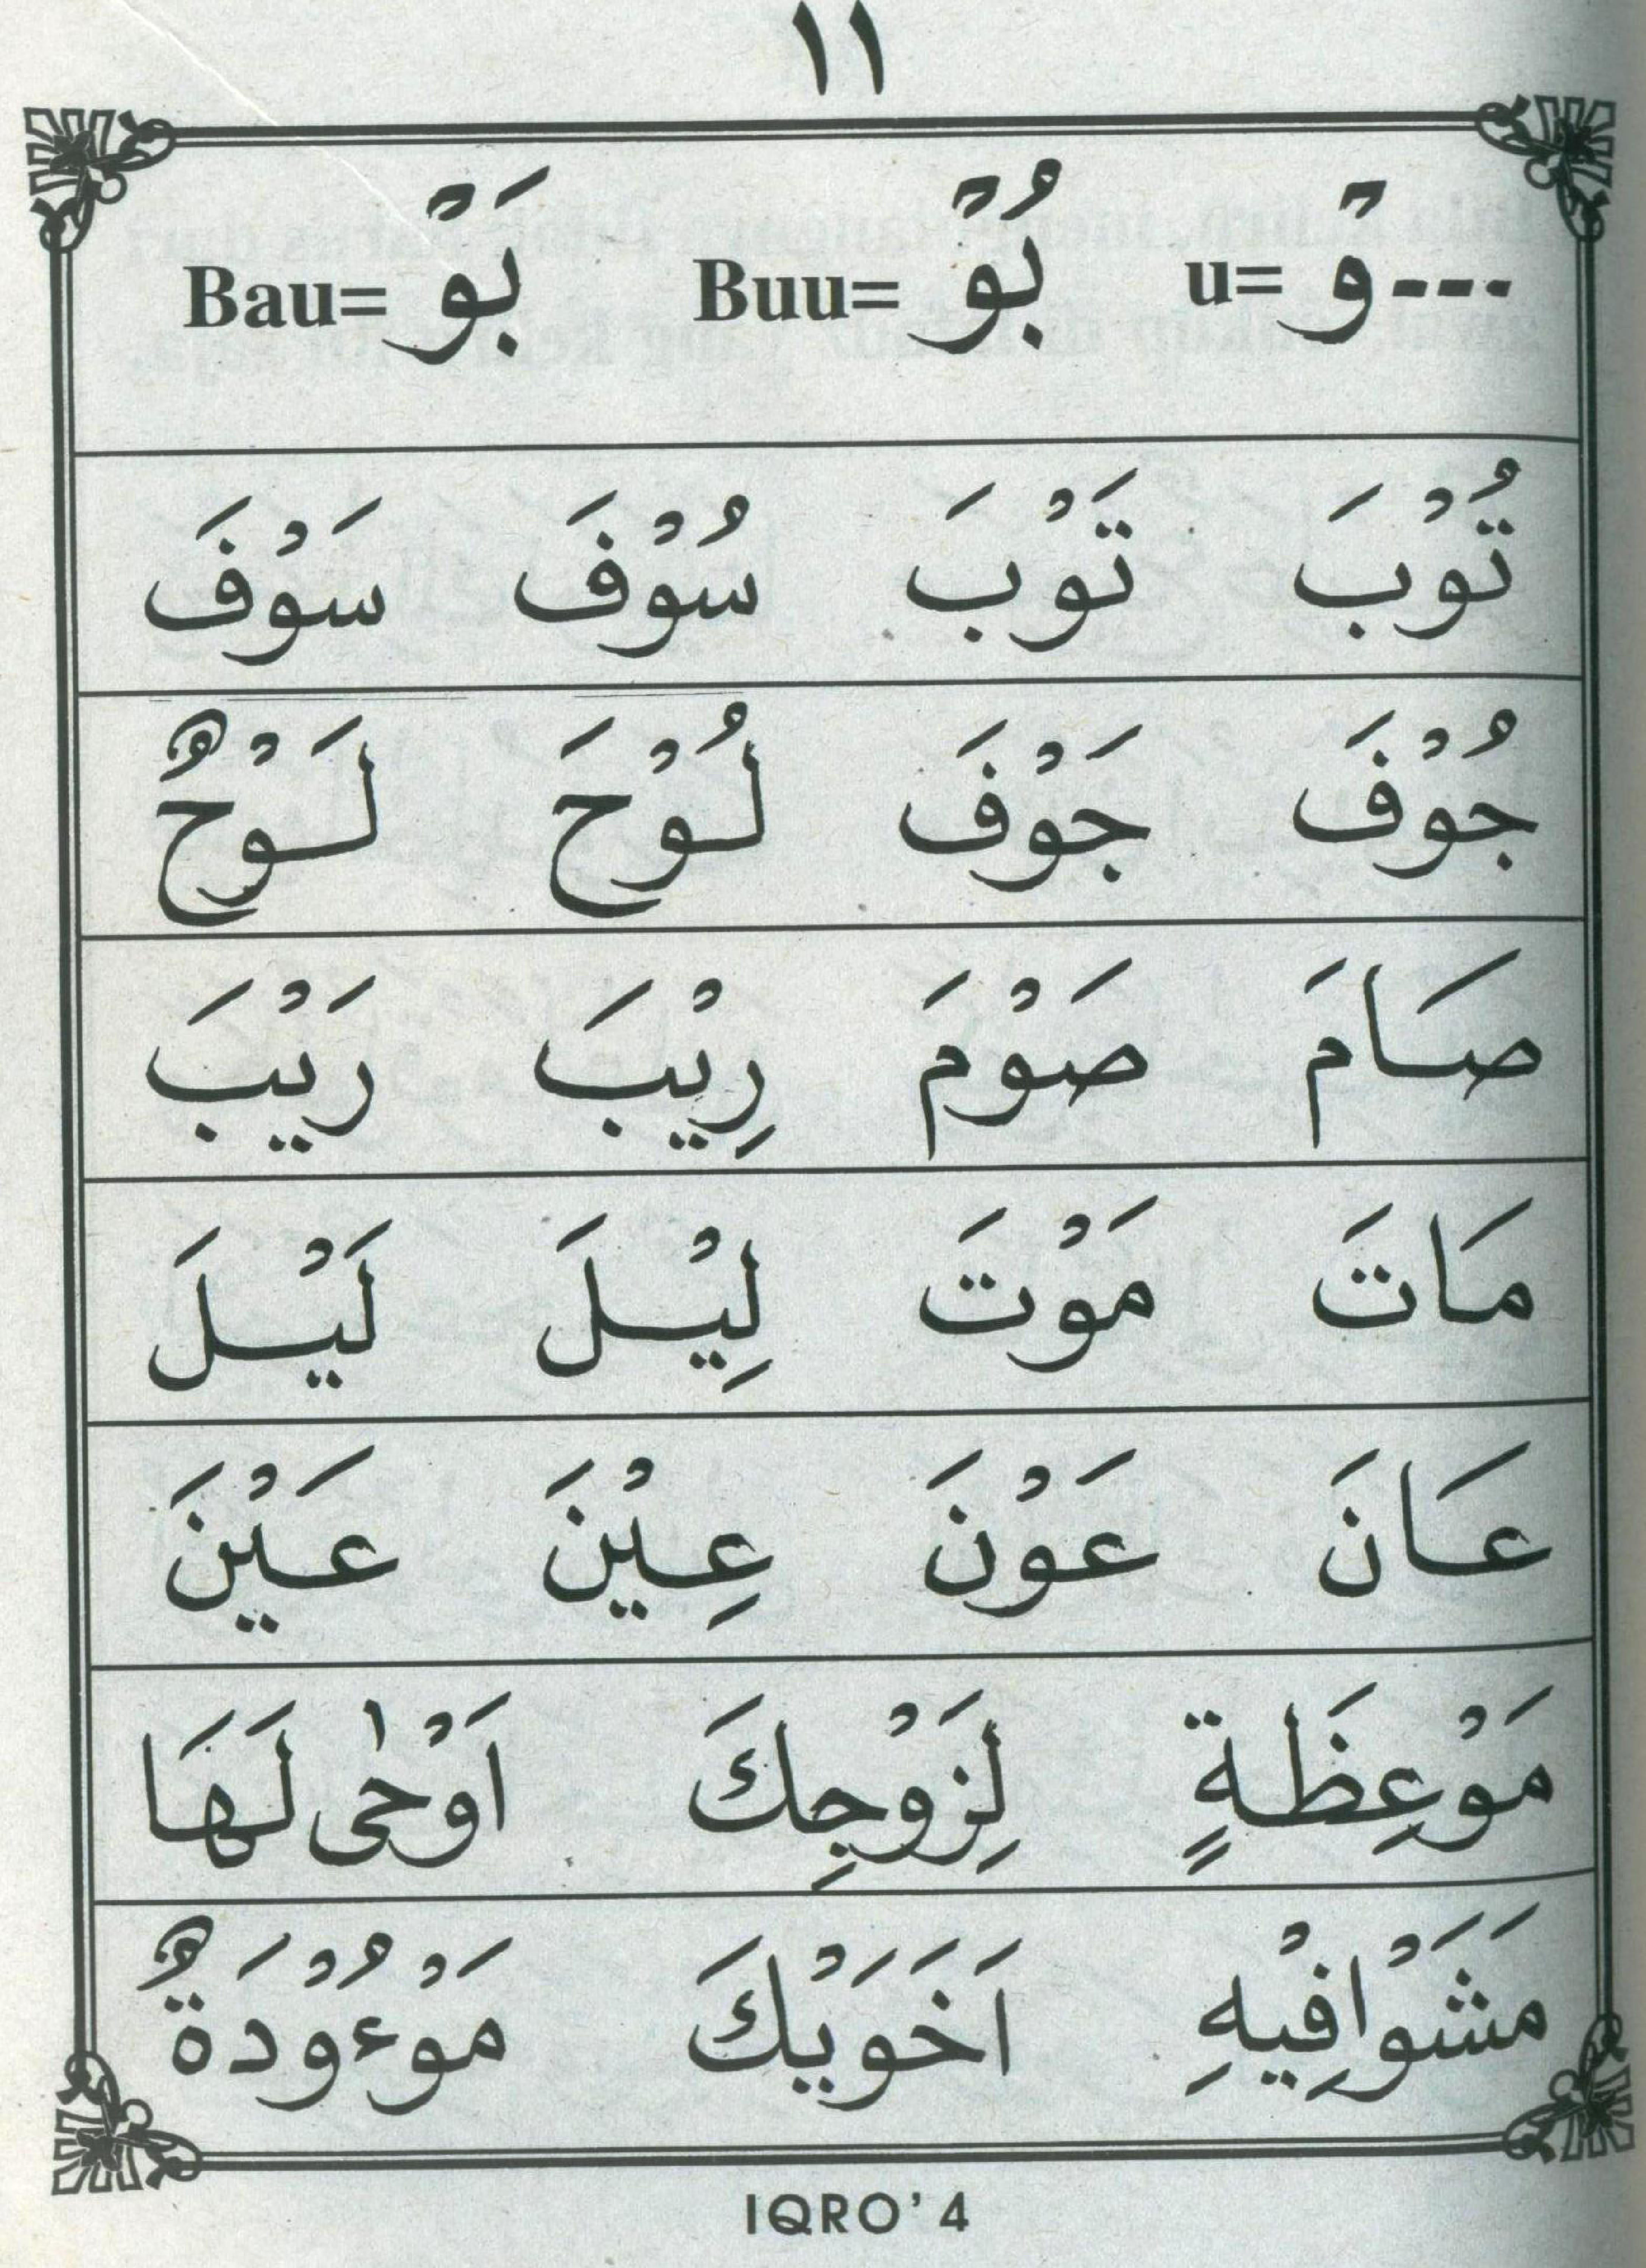 ١١
---وْ =u بُوْ =Buu بَوْ =Bau
تُوْبَ تَوْبَ سُوْفَ سَوْفَ
جُوْفَ جَوْفَ لُوْحَ لَوْحٌ
صَامَ صَوْمَ رِيْبَ رَيْبَ
مَاتَ مَوْتَ لِيْلَ لَيْلَ
عَانَ عَوْنَ عِيْنَ عَيْنَ
مَوْعِظَةٍ لِزَوْجِكَ اَوْحٰى لَهَا
مَشَوْافِيْهِ اَخَوَيْكَ مَوْءُوْدَةٌ
IQRO' 4